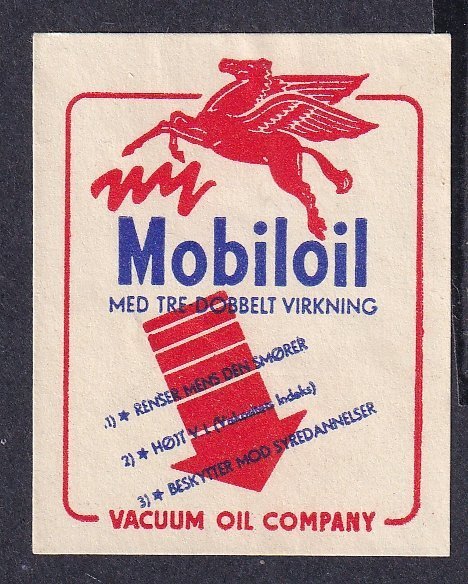 ny
Mobiloil
MED TRE-DOBBELT VIRKNING
1) ★ RENSER MENS DEN SMØRER
2) ★ HØJT V. I. (Viskositets Indeks)
3) ★ BESKYTTER MOD SYREDANNELSER
VACUUM OIL COMPANY